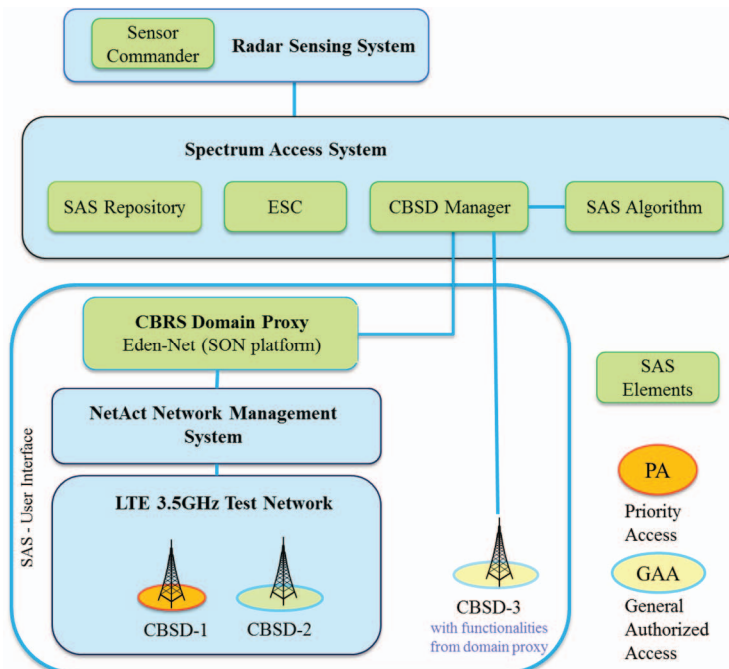 Sensor
Commander
Radar Sensing System
Spectrum Access System
SAS Repository
ESC
CBSD Manager
SAS Algorithm
CBRS Domain Proxy
Eden-Net (SON platform)
NetAct Network Management
System
LTE 3.5GHz Test Network
CBSD-1
CBSD-2
SAS - User Interface
CBSD-3
with functionalities
from domain proxy
SAS
Elements
PA
Priority
Access
GAA
General
Authorized
Access